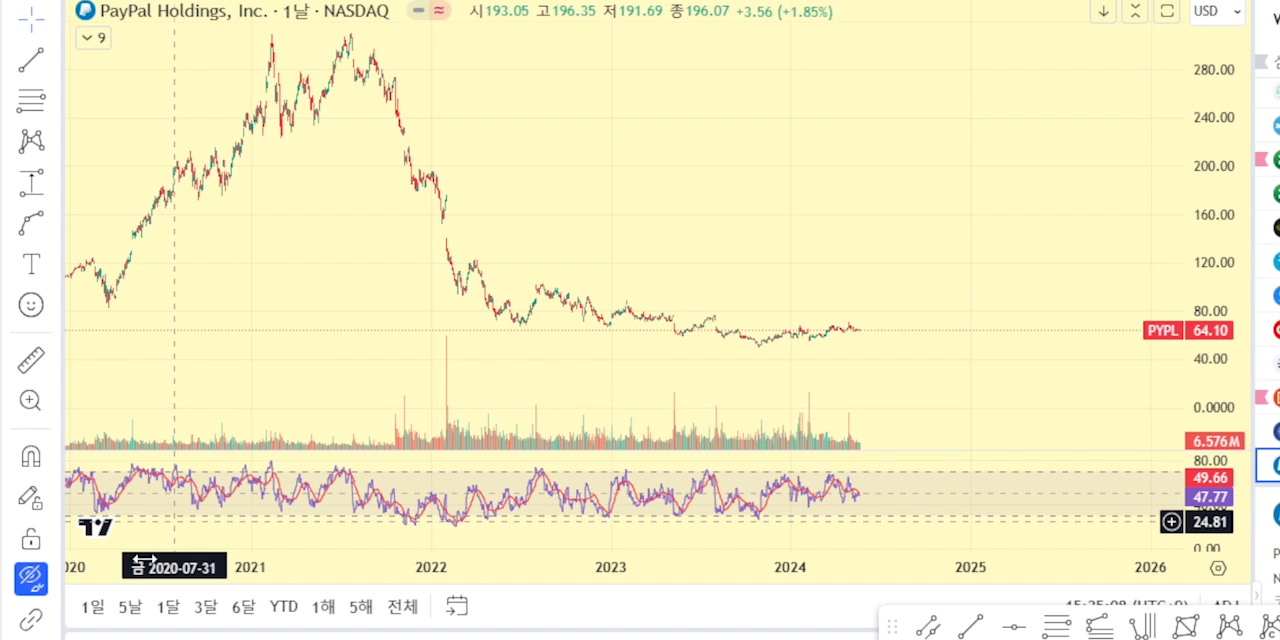 PayPal Holdings, Inc. · 1날 · NASDAQ 시193.05 고196.35 저191.69 종196.07 +3.56 (+1.85%) USD
9
280.00
240.00
200.00
160.00
120.00
80.00
PYPL 64.10
40.00
0.0000
6.576M
80.00
49.66
47.77
24.81
0.00
금 2020-07-31 2021 2022 2023 2024 2025 2026
1일 5날 1달 3달 6달 YTD 1해 5해 전체